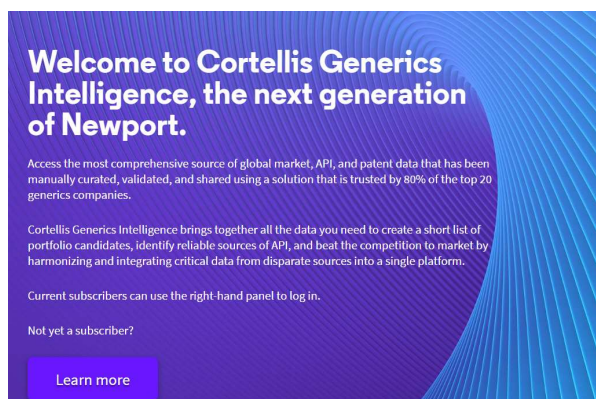 Welcome to Cortellis Generics
Intelligence, the next generation
of Newport.
Access the most comprehensive source of global market, API, and patent data that has been
manually curated, validated, and shared using a solution that is trusted by 80% of the top 20
generics companies.
Cortellis Generics Intelligence brings together all the data you need to create a short list of
portfolio candidates, identify reliable sources of API, and beat the competition to market by
harmonizing and integrating critical data from disparate sources into a single platform.
Current subscribers can use the right-hand panel to log in.
Not yet a subscriber?
Learn more